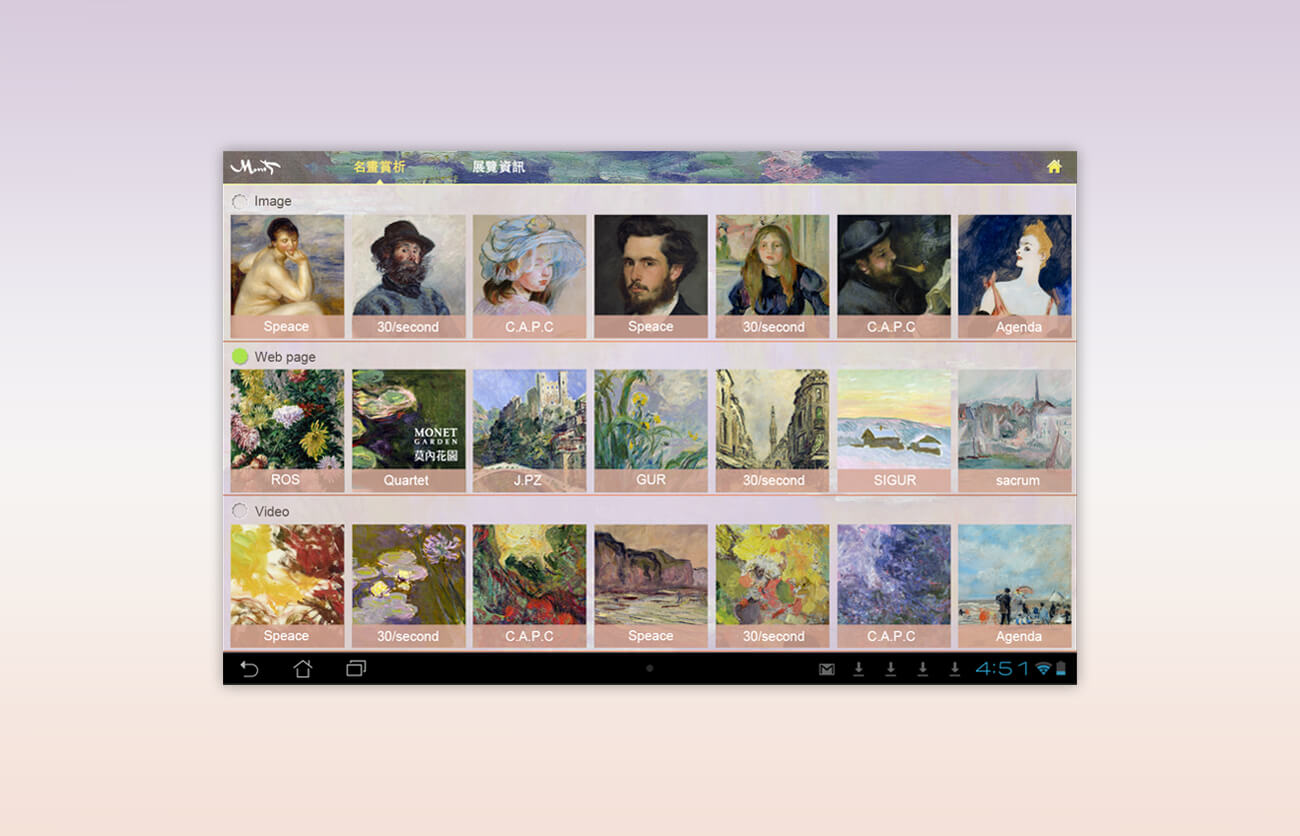 名畫賞析 展覽資訊
Image
Speace 30/second C.A.P.C Speace 30/second C.A.P.C Agenda
Web page
MONET
GARDEN
莫內花園
ROS Quartet J.PZ GUR 30/second SIGUR sacrum
Video
Speace 30/second C.A.P.C Speace 30/second C.A.P.C Agenda
4:51